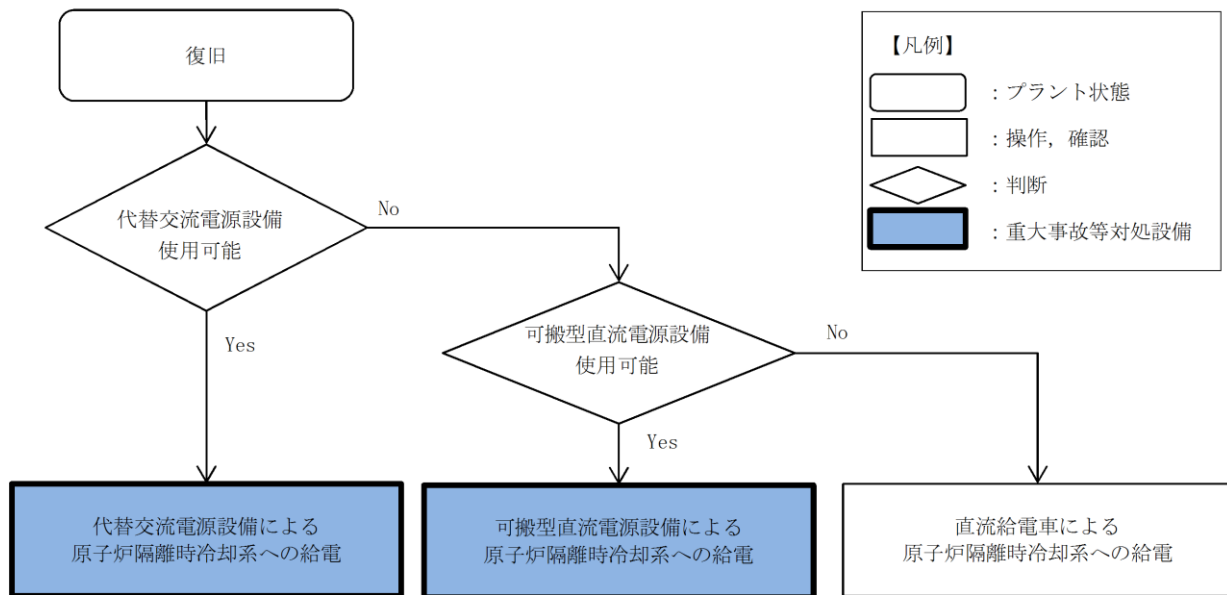 復旧
代替交流電源設備
使用可能
No
Yes
可搬型直流電源設備
使用可能
No
Yes
代替交流電源設備による
原子炉隔離時冷却系への給電
可搬型直流電源設備による
原子炉隔離時冷却系への給電
直流給電車による
原子炉隔離時冷却系への給電
【凡例】
：プラント状態
：操作，確認
：判断
：重大事故等対処設備